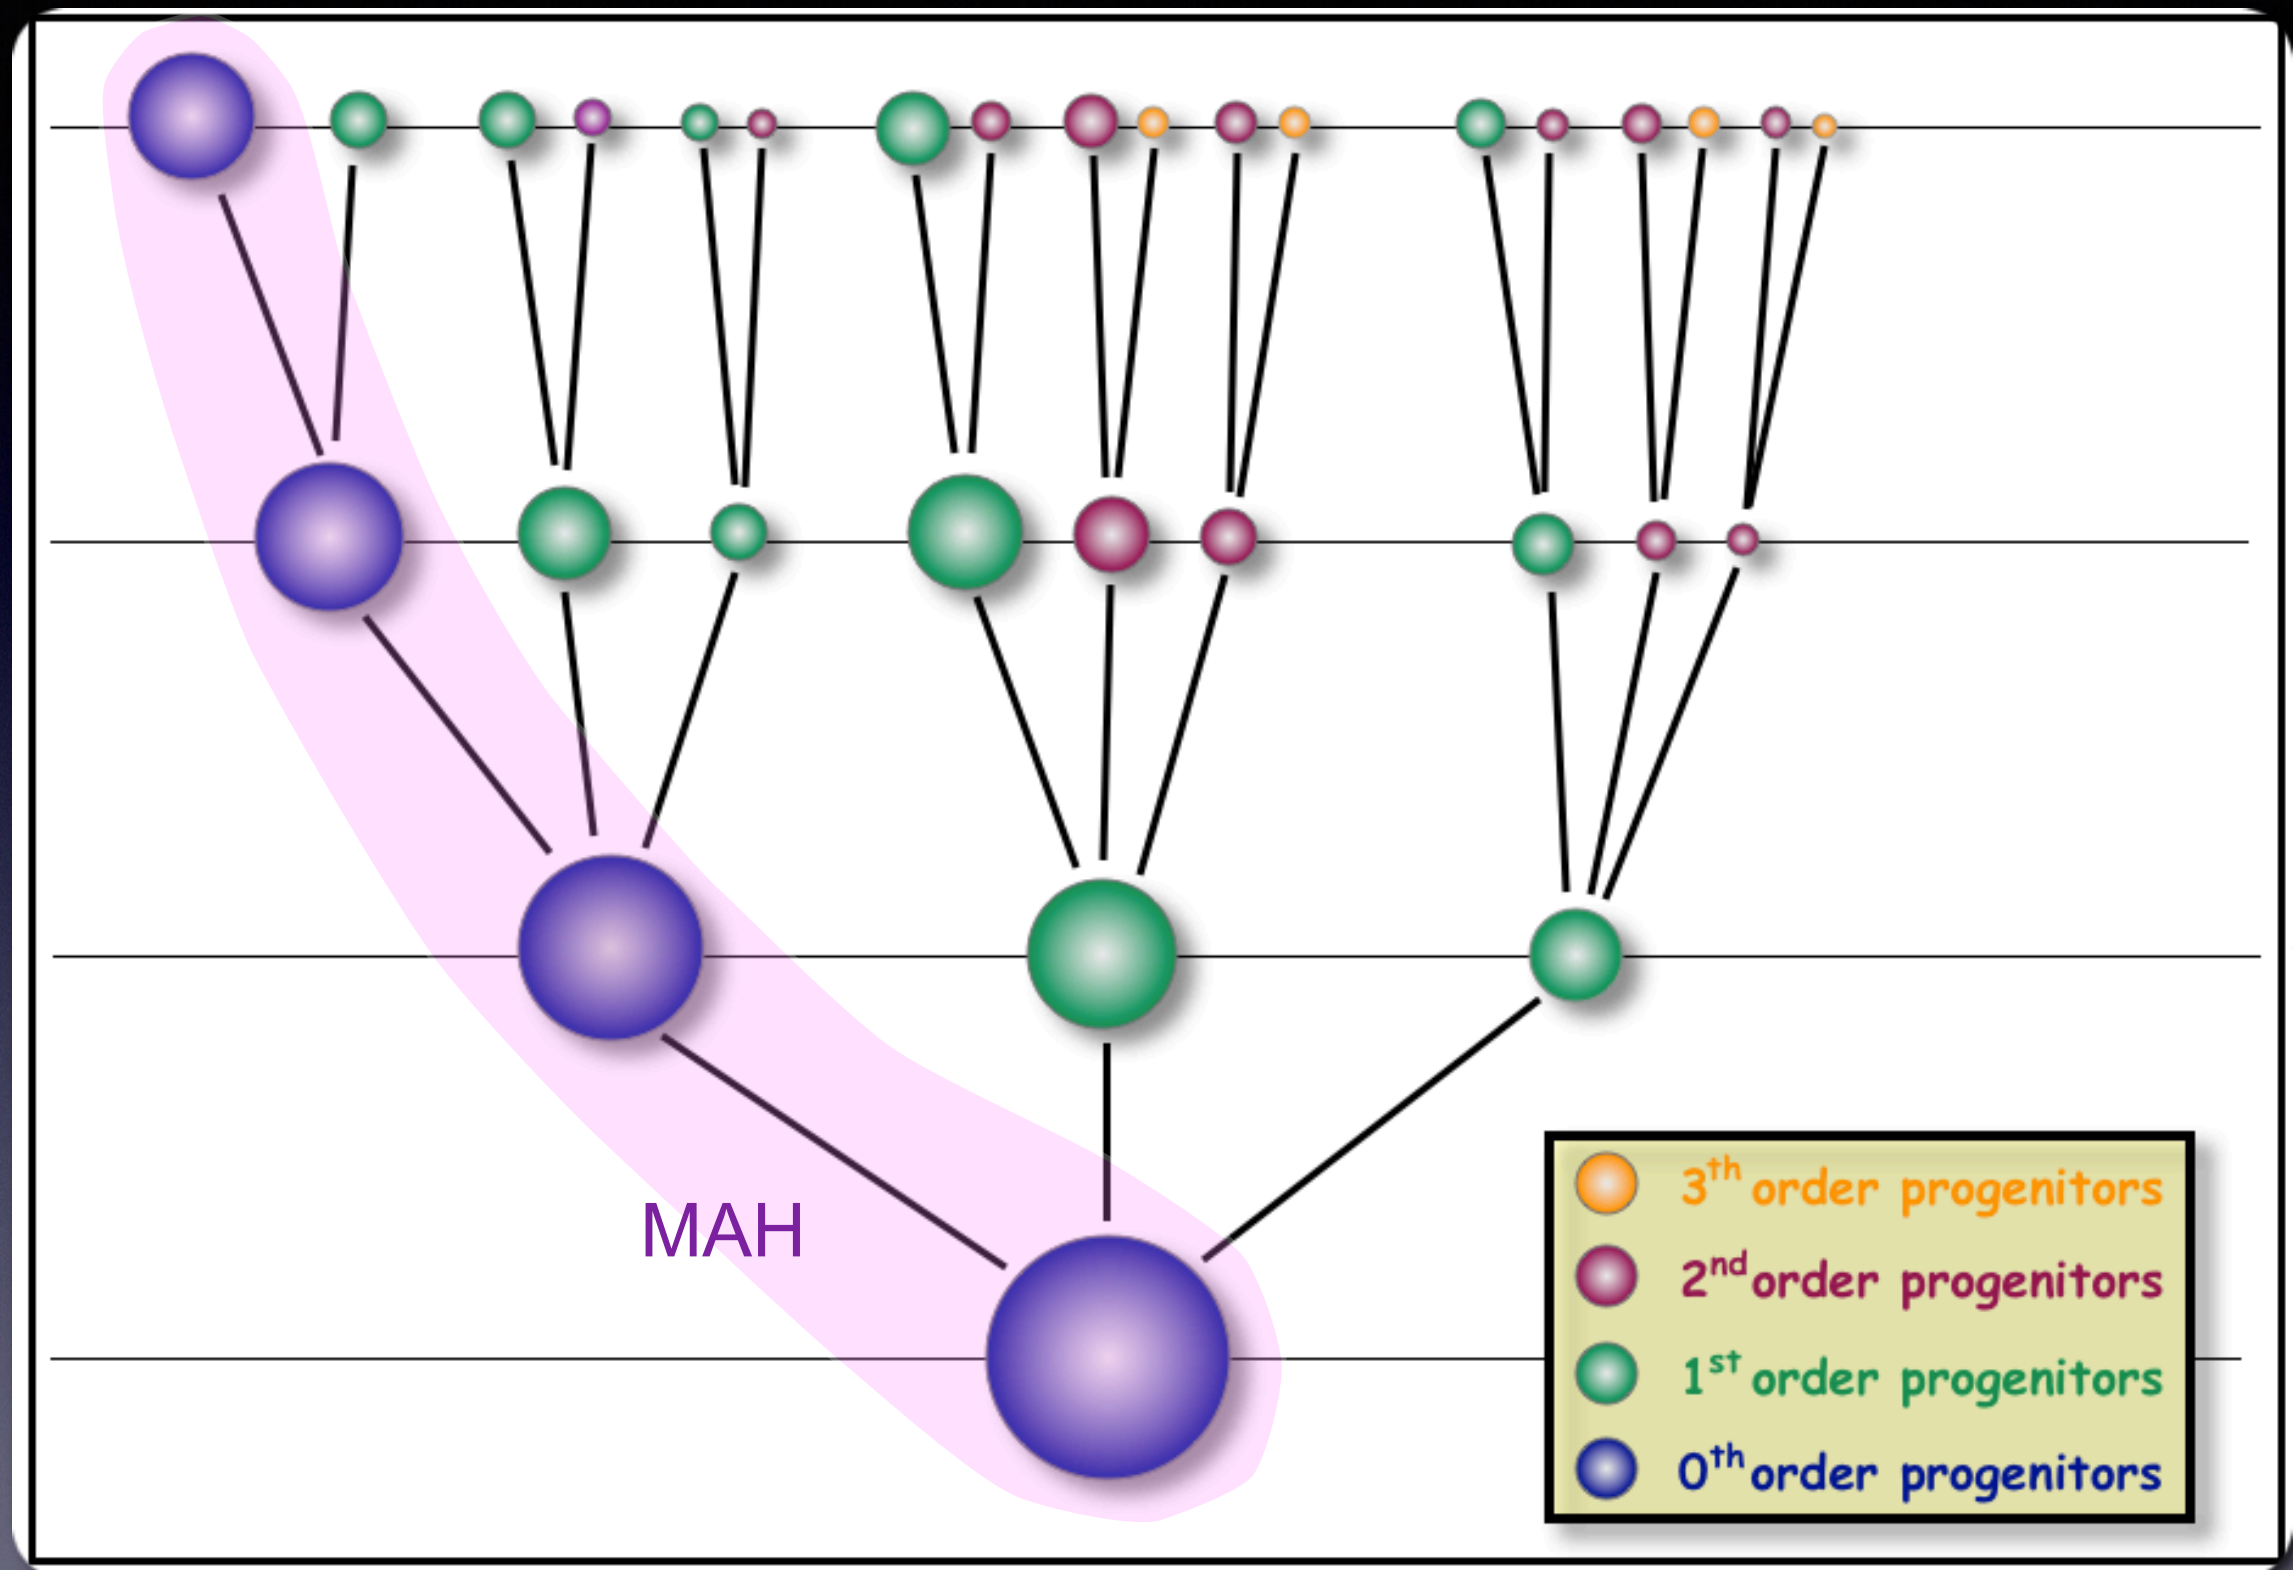 MAH
3th order progenitors
2nd order progenitors
1st order progenitors
0th order progenitors